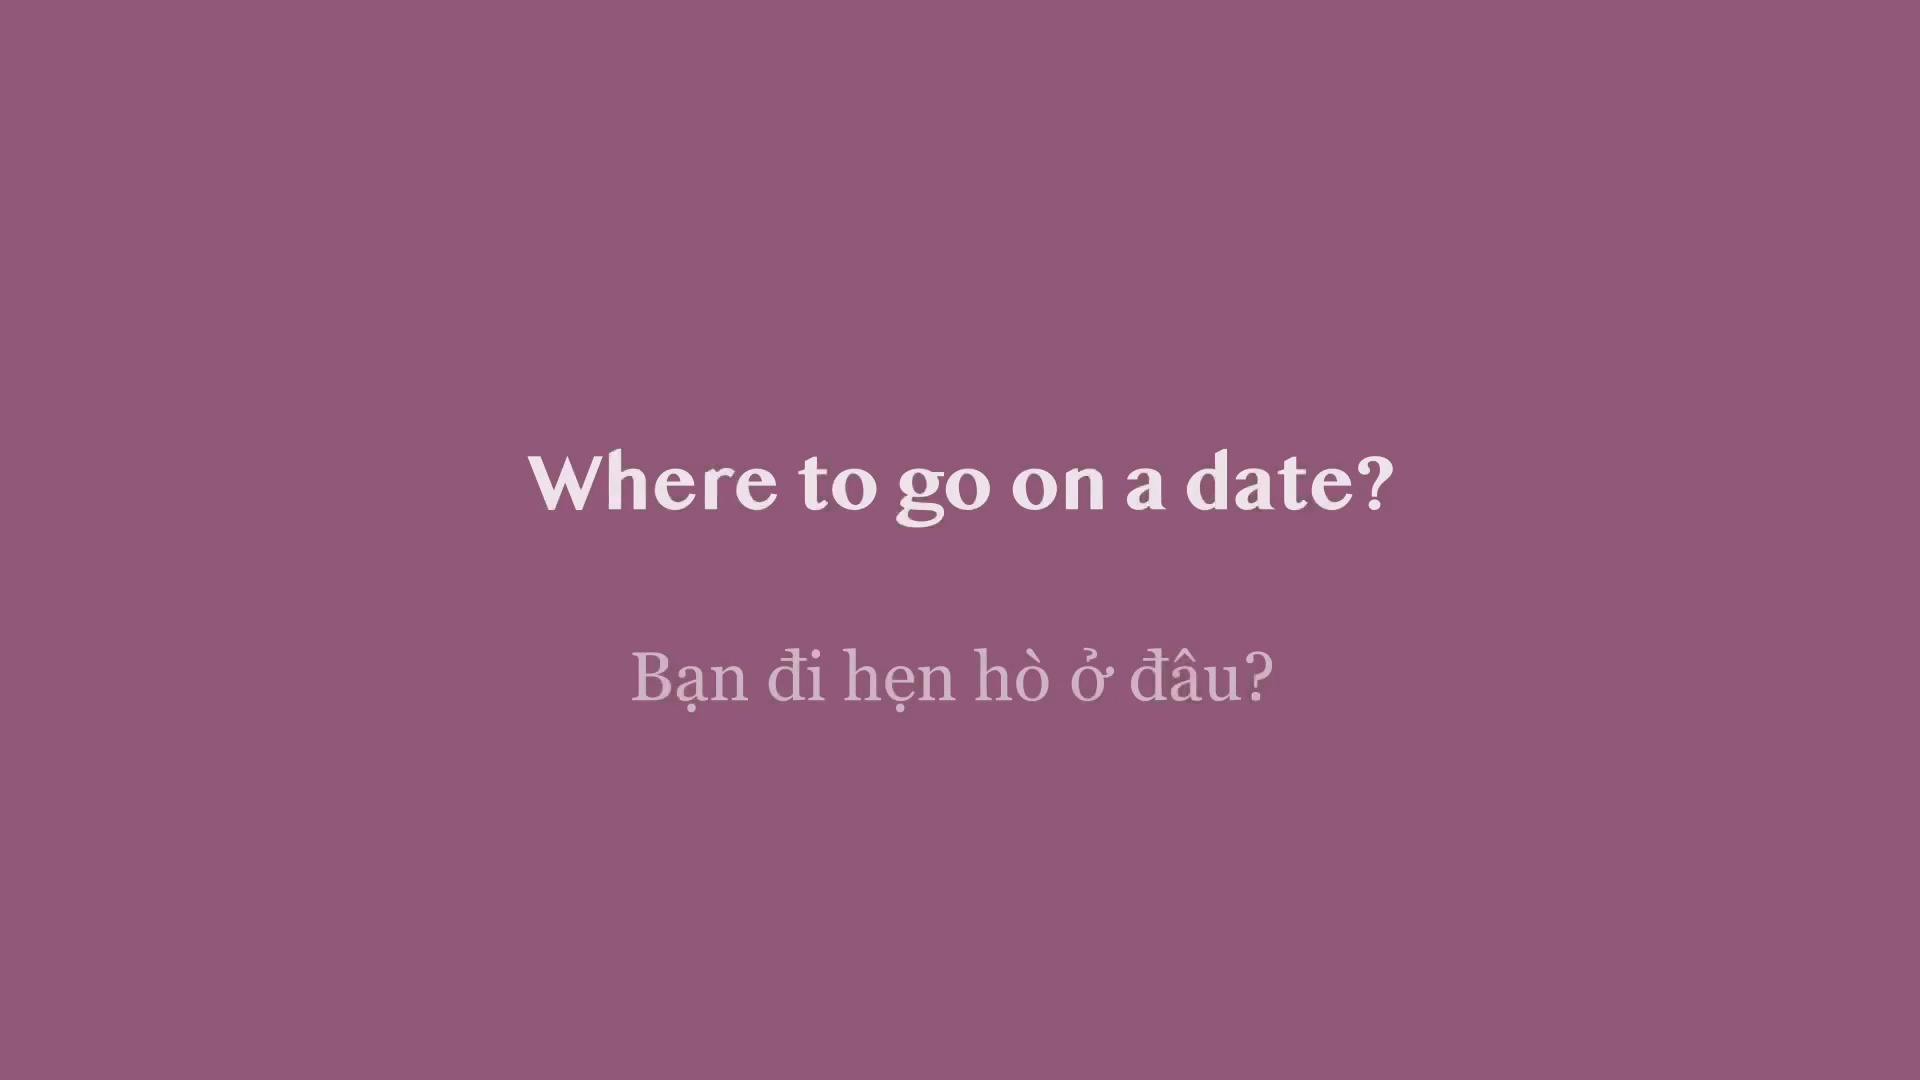 Where to go on a date?
Bạn đi hẹn hò ở đâu?